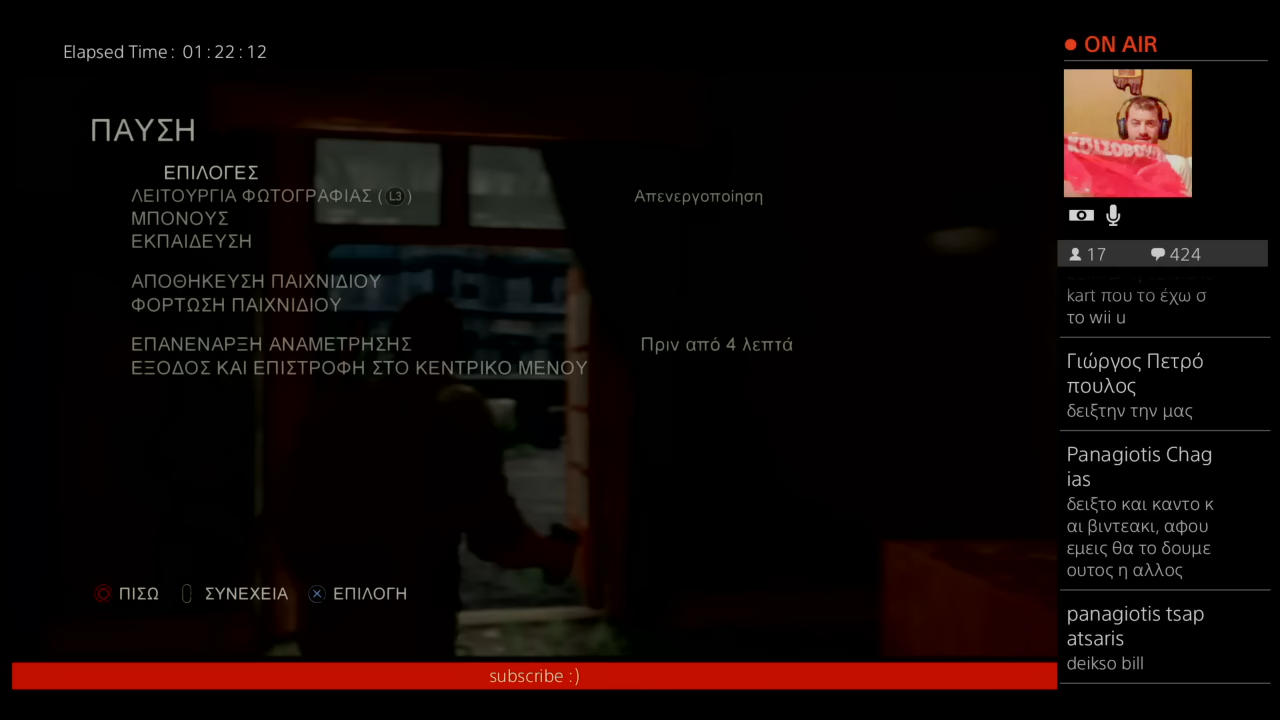 Elapsed Time: 01:22:12
ΠΑΥΣΗ
ΕΠΙΛΟΓΕΣ
ΛΕΙΤΟΥΡΓΙΑ ΦΩΤΟΓΡΑΦΙΑΣ (L3) Απενεργοποίηση
ΜΠΟΝΟΥΣ
ΕΚΠΑΙΔΕΥΣΗ
ΑΠΟΘΗΚΕΥΣΗ ΠΑΙΧΝΙΔΙΟΥ
ΦΟΡΤΩΣΗ ΠΑΙΧΝΙΔΙΟΥ
ΕΠΑΝΕΝΑΡΞΗ ΑΝΑΜΕΤΡΗΣΗΣ Πριν από 4 λεπτά
ΕΞΟΔΟΣ ΚΑΙ ΕΠΙΣΤΡΟΦΗ ΣΤΟ ΚΕΝΤΡΙΚΟ ΜΕΝΟΥ
ΠΙΣΩ ΣΥΝΕΧΕΙΑ ΕΠΙΛΟΓΗ
subscribe :)
ON AIR
17 424
kart που το έχω σ
το wii u
Γιώργος Πετρό
πουλος
δειξτην την μας
Panagiotis Chag
ias
δειξτο και καντο κ
αι βιντεακι, αφου
εμεις θα το δουμε
ουτος η αλλος
panagiotis tsap
atsaris
deikso bill